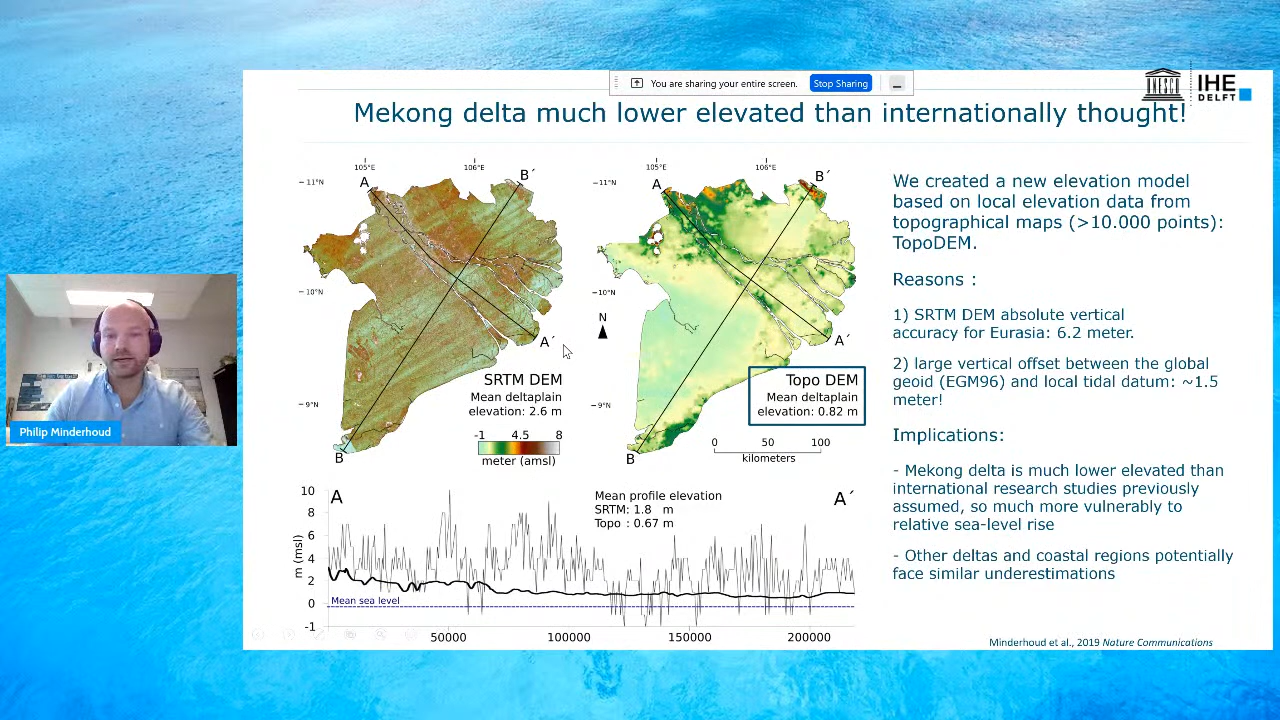 You are sharing your entire screen. Stop Sharing
UNESCO
IHE
DELFT
Mekong delta much lower elevated than internationally thought!
105°E 106°E
11°N
10°N
9°N
A
B´
A´
B
SRTM DEM
Mean deltaplain
elevation: 2.6 m
-1 4.5 8
meter (amsl)
105°E 106°E
11°N
10°N
9°N
N
A
B´
A´
B
Topo DEM
Mean deltaplain
elevation: 0.82 m
0 50 100
kilometers
We created a new elevation model
based on local elevation data from
topographical maps (>10.000 points):
TopoDEM.
Reasons :
1) SRTM DEM absolute vertical
accuracy for Eurasia: 6.2 meter.
2) large vertical offset between the global
geoid (EGM96) and local tidal datum: ~1.5
meter!
Implications:
- Mekong delta is much lower elevated than
international research studies previously
assumed, so much more vulnerably to
relative sea-level rise
- Other deltas and coastal regions potentially
face similar underestimations
Philip Minderhoud
A
A´
Mean profile elevation
SRTM: 1.8 m
Topo : 0.67 m
m (msl)
10
8
6
4
2
0
-1
Mean sea level
50000 100000 150000 200000
Minderhoud et al., 2019 Nature Communications